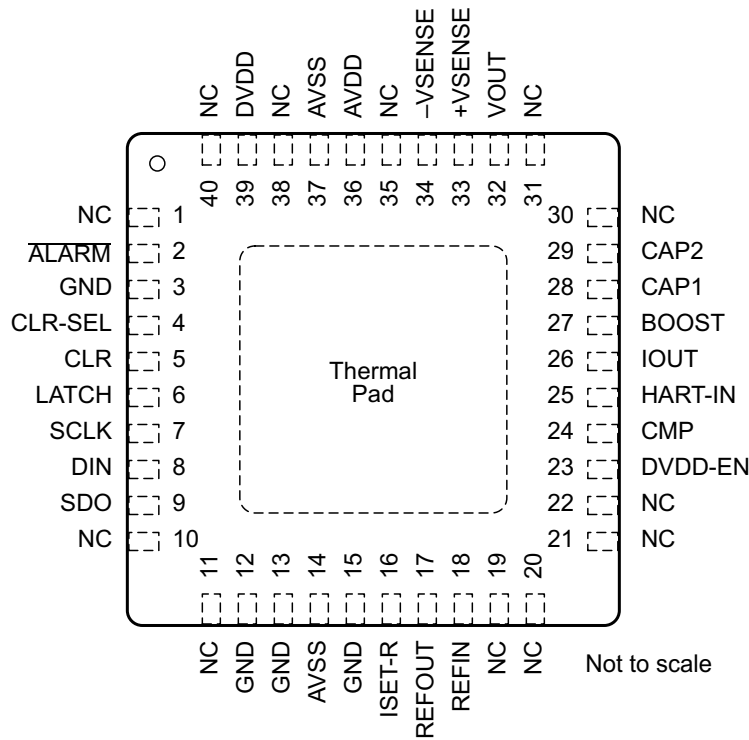 NC
DVDD
NC
AVSS
AVDD
NC
–VSENSE
+VSENSE
VOUT
NC
40
39
38
37
36
35
34
33
32
31
NC 1
ALARM 2
GND 3
CLR-SEL 4
CLR 5
LATCH 6
SCLK 7
DIN 8
SDO 9
NC 10
Thermal
Pad
30 NC
29 CAP2
28 CAP1
27 BOOST
26 IOUT
25 HART-IN
24 CMP
23 DVDD-EN
22 NC
21 NC
11
12
13
14
15
16
17
18
19
20
NC
GND
GND
AVSS
GND
ISET-R
REFOUT
REFIN
NC
NC
Not to scale